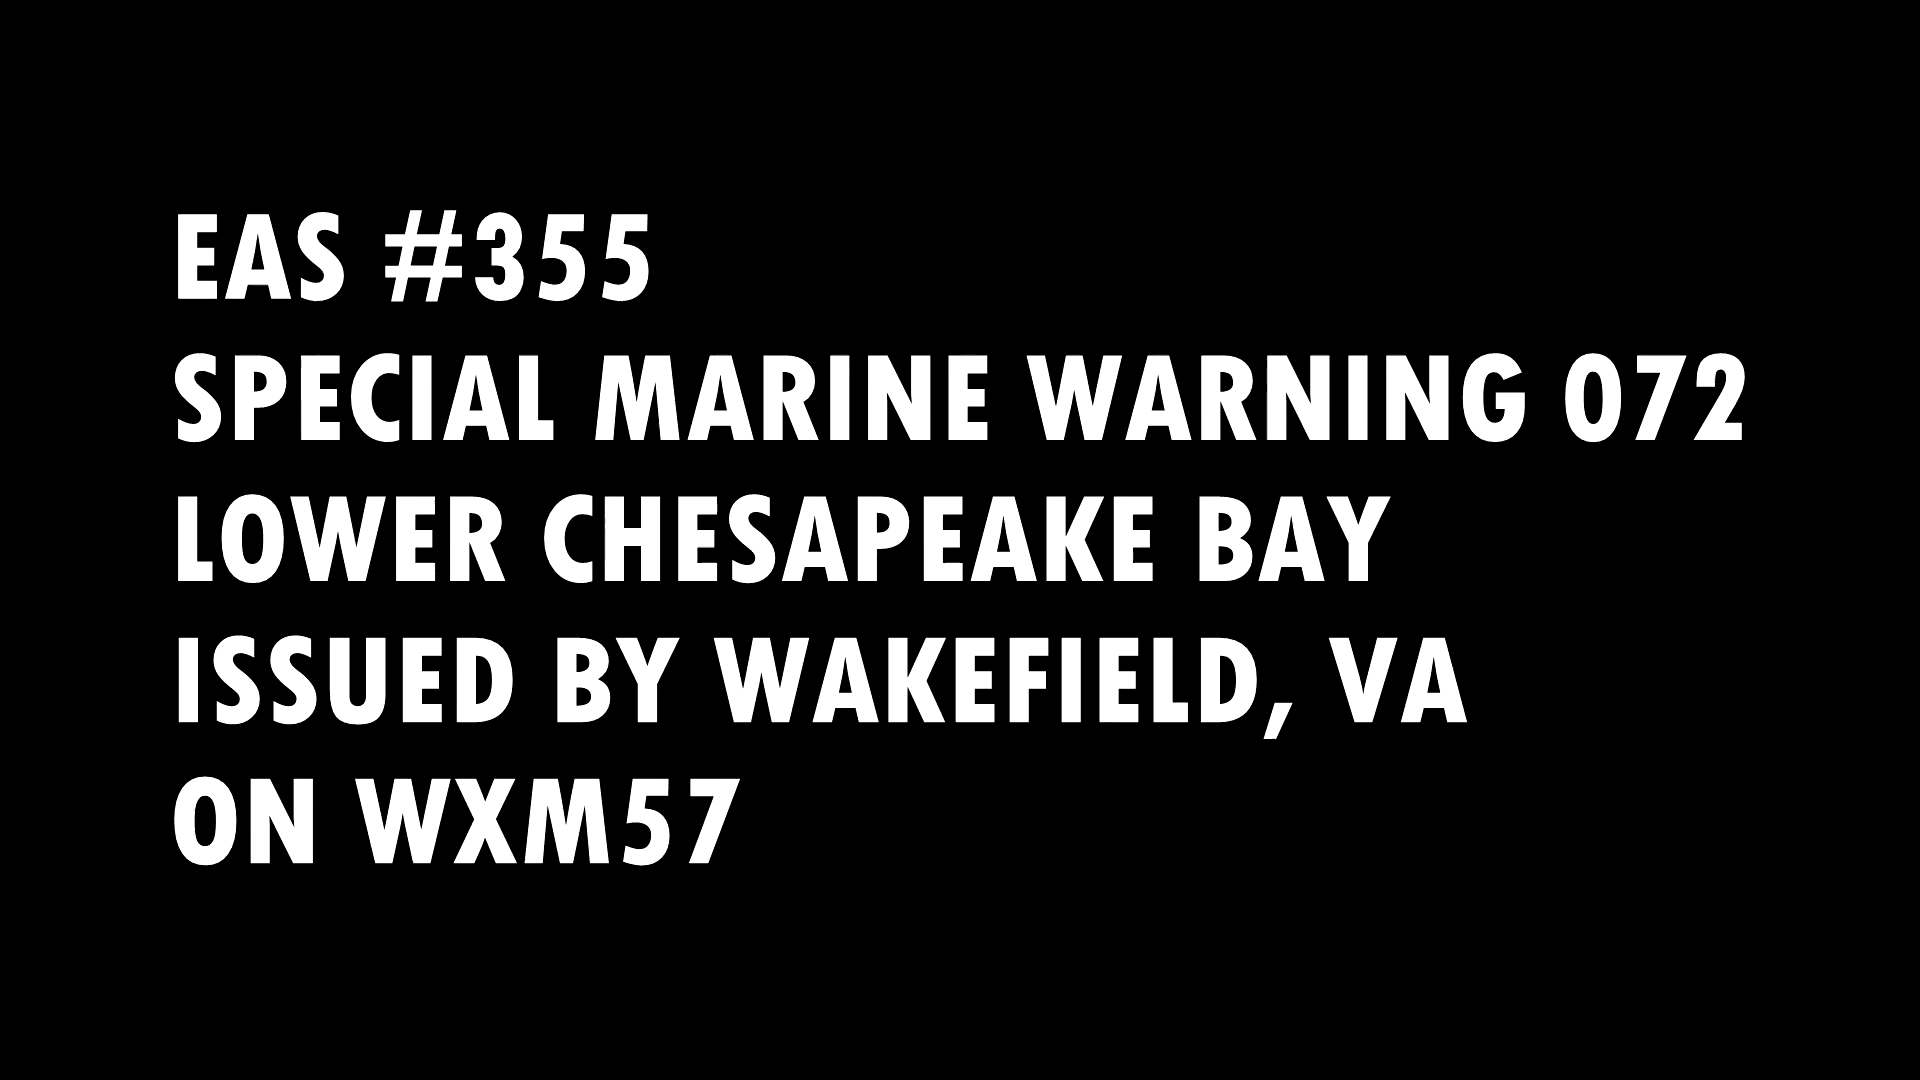 EAS #355
SPECIAL MARINE WARNING 072
LOWER CHESAPEAKE BAY
ISSUED BY WAKEFIELD, VA
ON WXM57